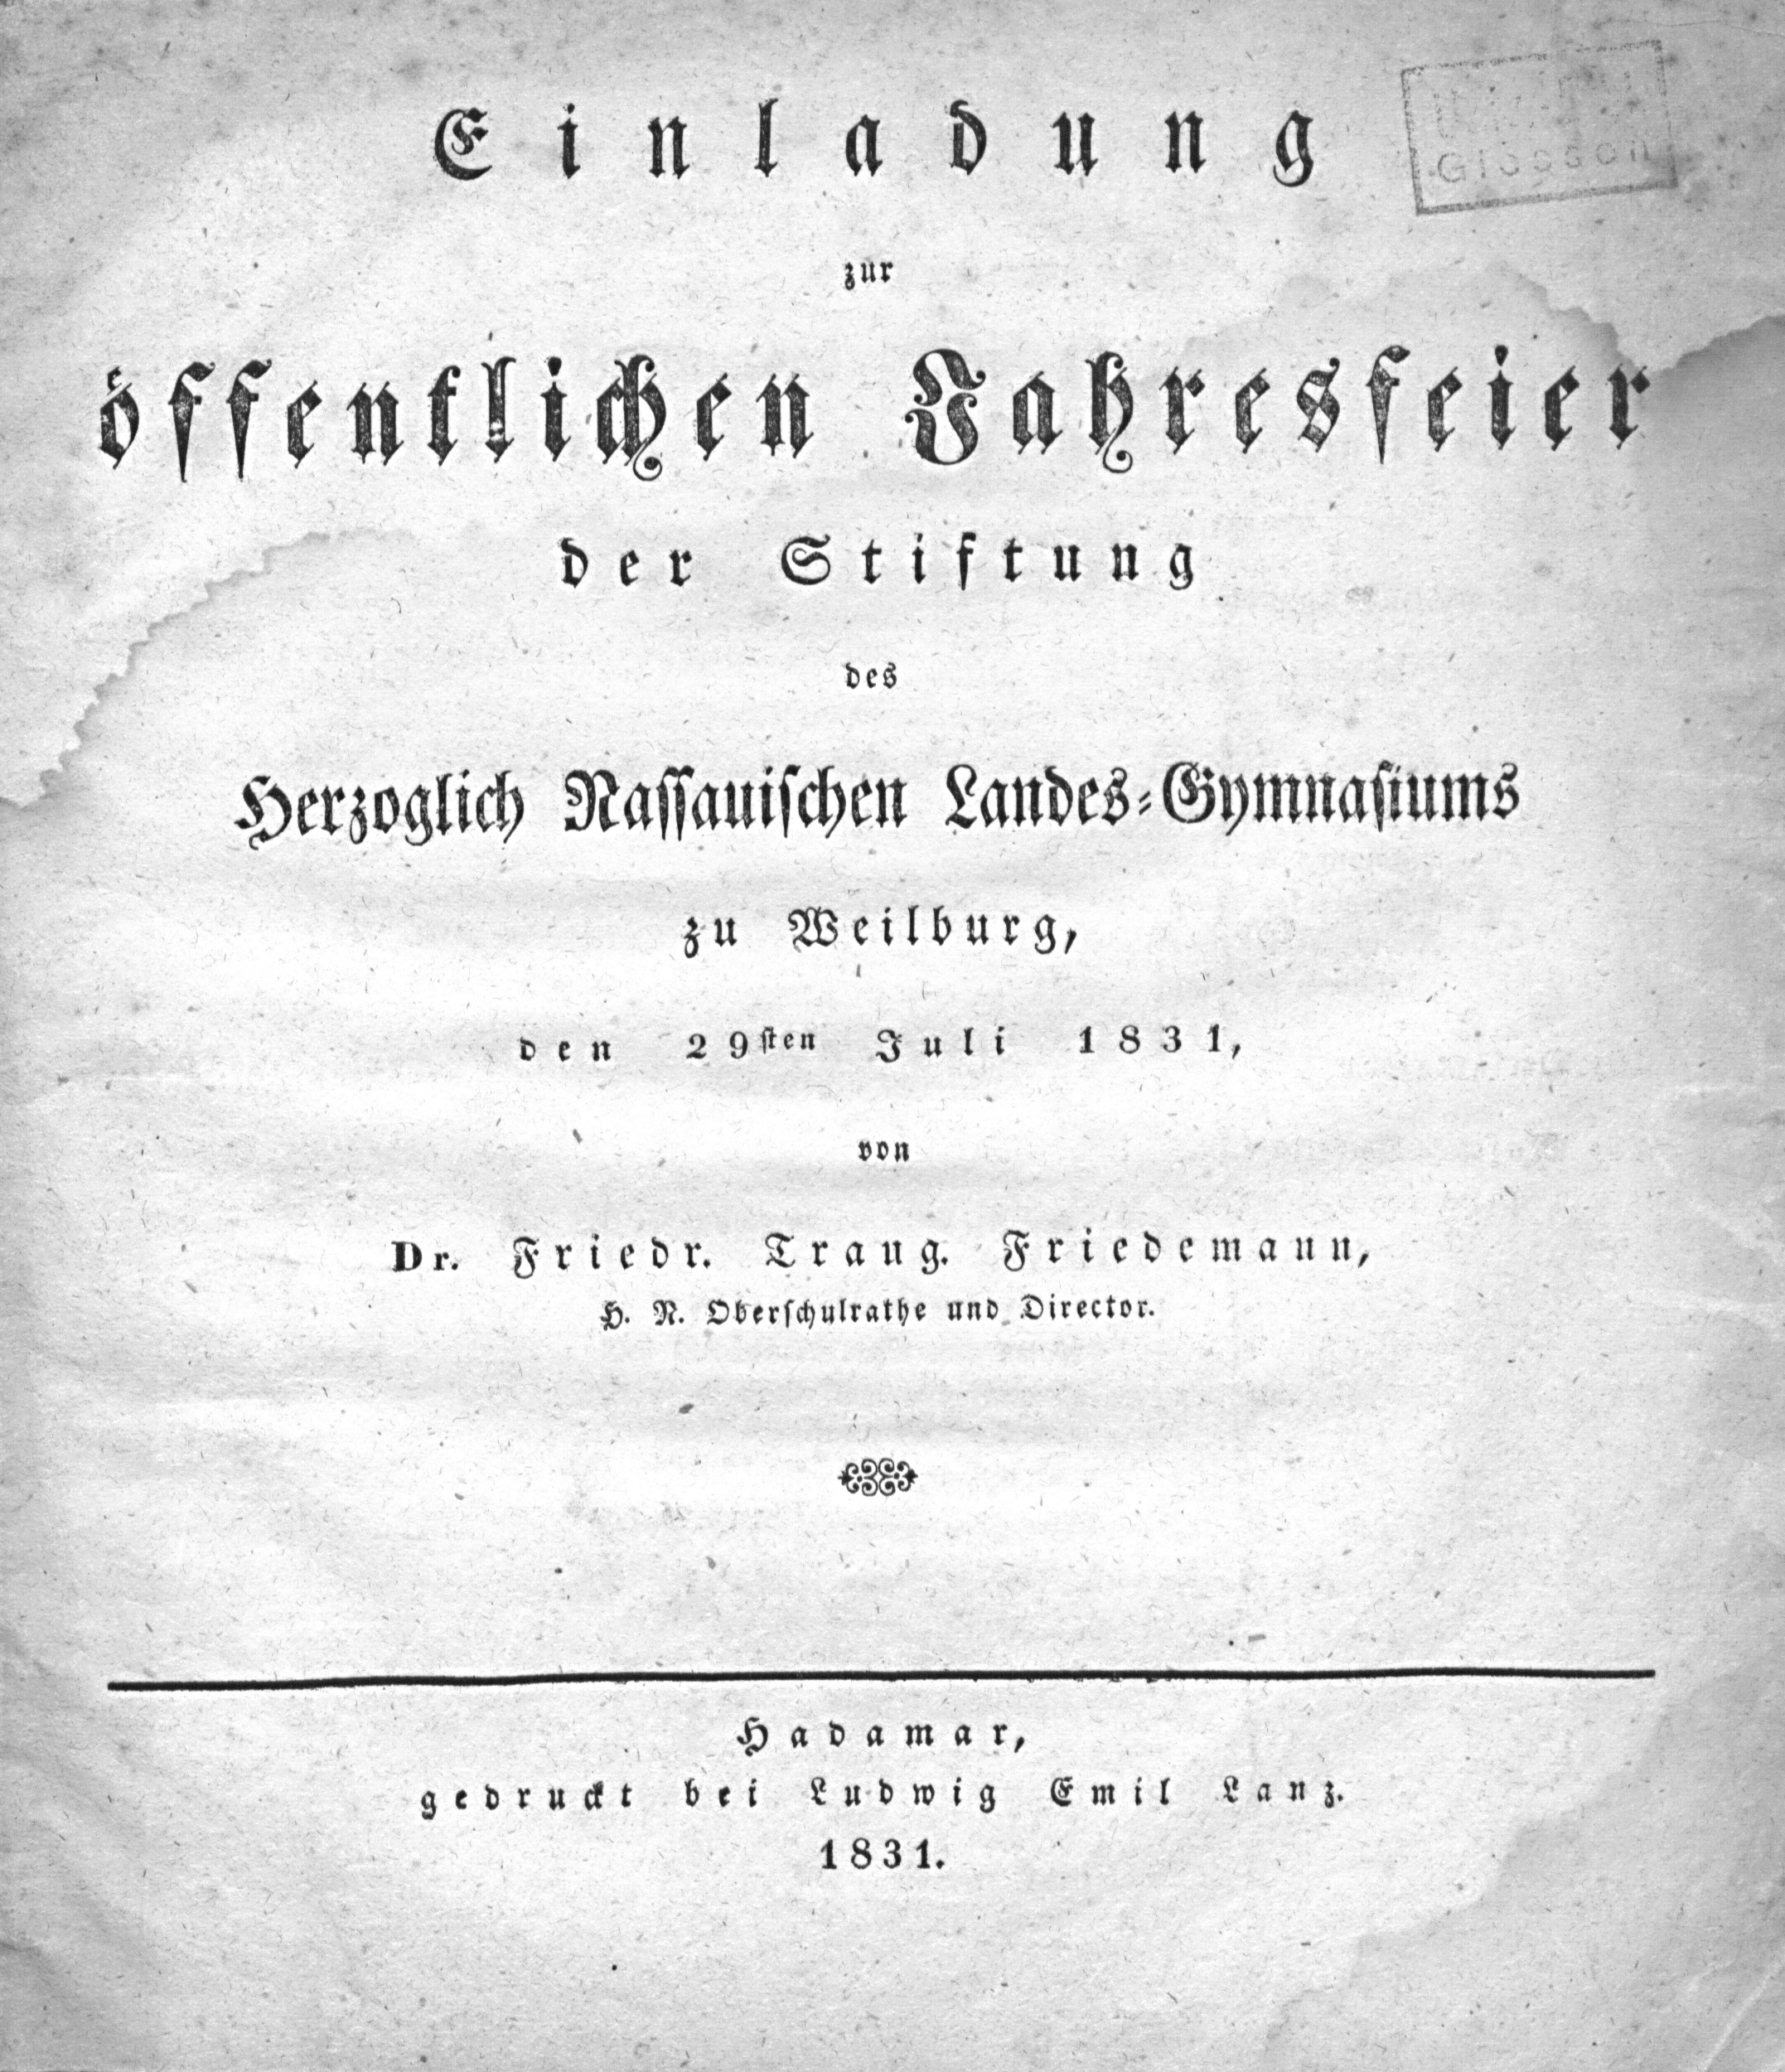 Einladung
zur
öffentlichen Jahresfeier
der Stiftung
des
Herzoglich Nassauischen Landes-Gymnasiums
zu Weilburg,
den 29sten Juli 1831,
von
Dr. Friedr. Traug. Friedemann,
H. N. Oberschulrathe und Director.
Hadamar,
gedruckt bei Ludwig Emil Lanz.
1831.